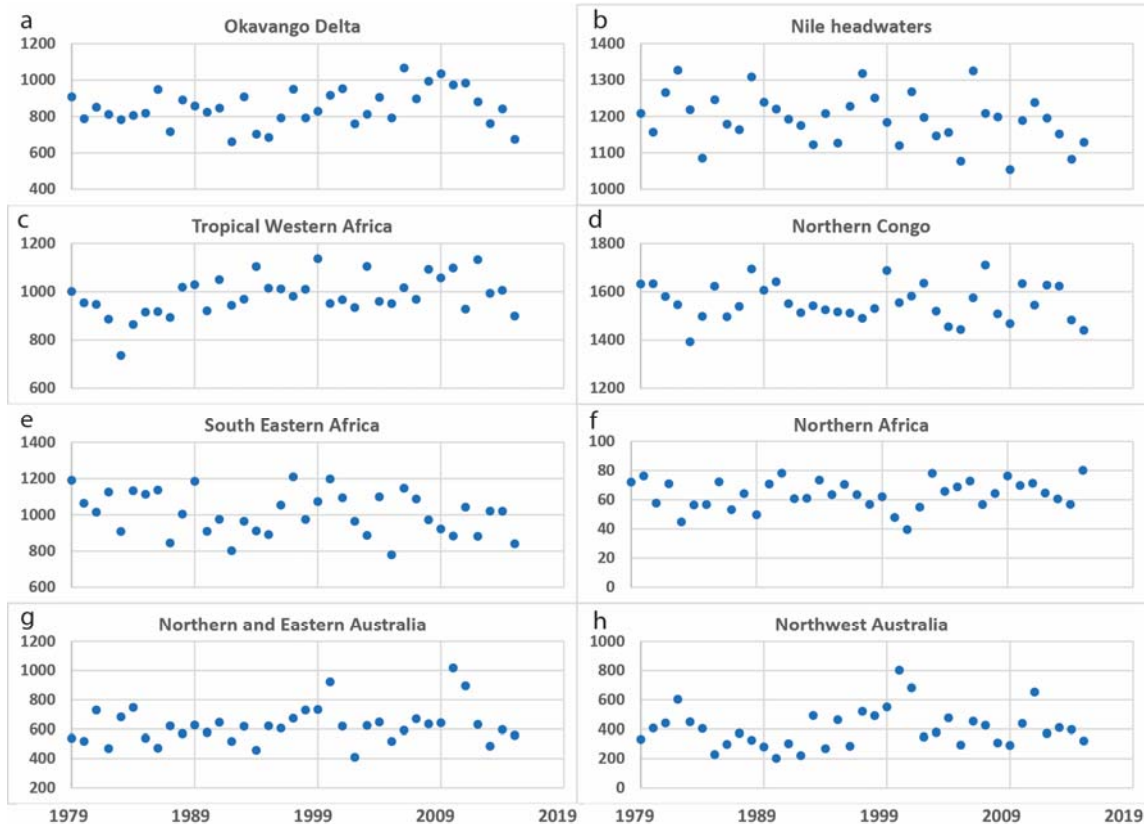 a
Okavango Delta
1200
1000
800
600
400
b
Nile headwaters
1400
1300
1200
1100
1000
c
Tropical Western Africa
1200
1000
800
600
d
Northern Congo
1800
1600
1400
1200
e
South Eastern Africa
1400
1200
1000
800
600
f
Northern Africa
100
80
60
40
20
0
g
Northern and Eastern Australia
1200
1000
800
600
400
200
1979 1989 1999 2009 2019
h
Northwest Australia
1000
800
600
400
200
0
1979 1989 1999 2009 2019